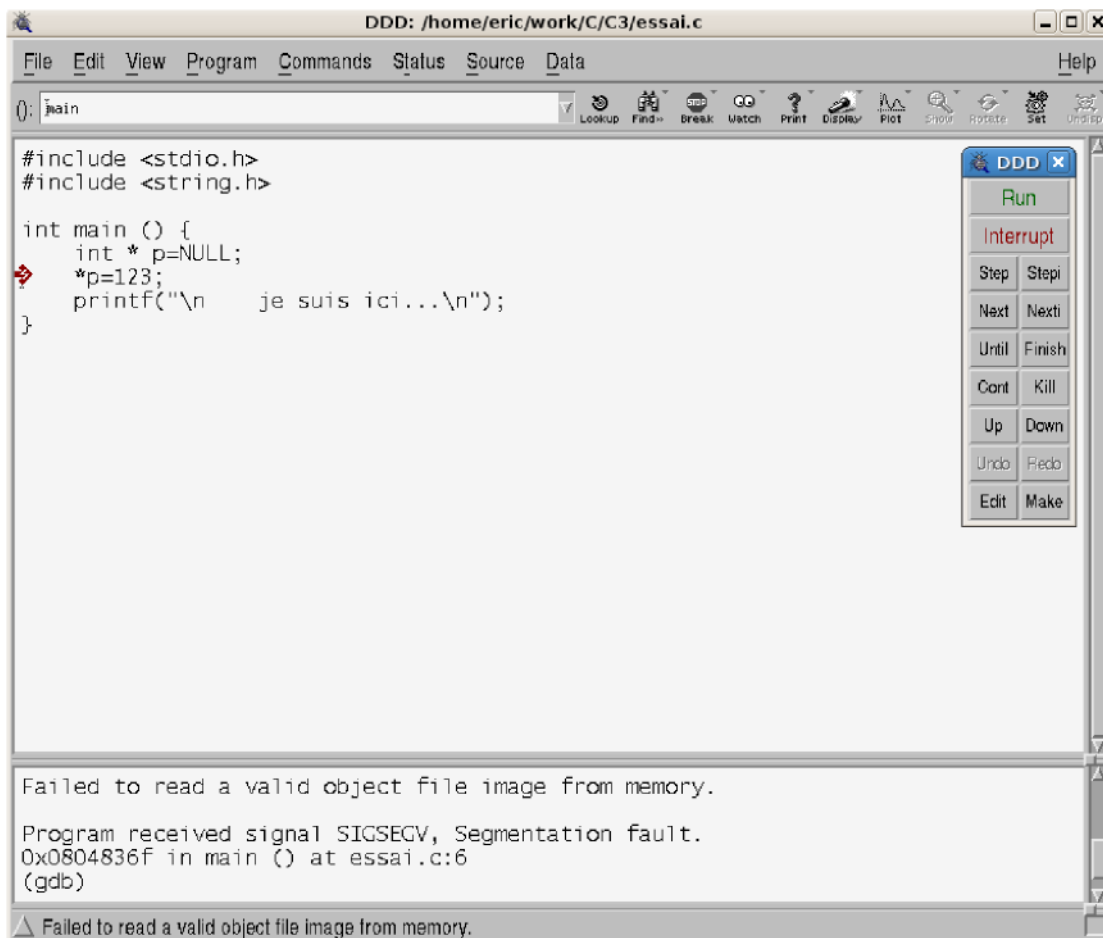 DDD: /home/eric/work/C/C3/essai.c
File Edit View Program Commands Status Source Data Help
(): main
Lookup Find» Break Watch Print Display Plot Show Rotate Set Undisp
#include <stdio.h>
#include <string.h>
int main () {
int * p=NULL;
*p=123;
printf("\n    je suis ici...\n");
}
DDD
Run
Interrupt
Step Stepi
Next Nexti
Until Finish
Cont Kill
Up Down
Undo Redo
Edit Make
Failed to read a valid object file image from memory.
Program received signal SIGSEGV, Segmentation fault.
0x0804836f in main () at essai.c:6
(gdb)
Failed to read a valid object file image from memory.